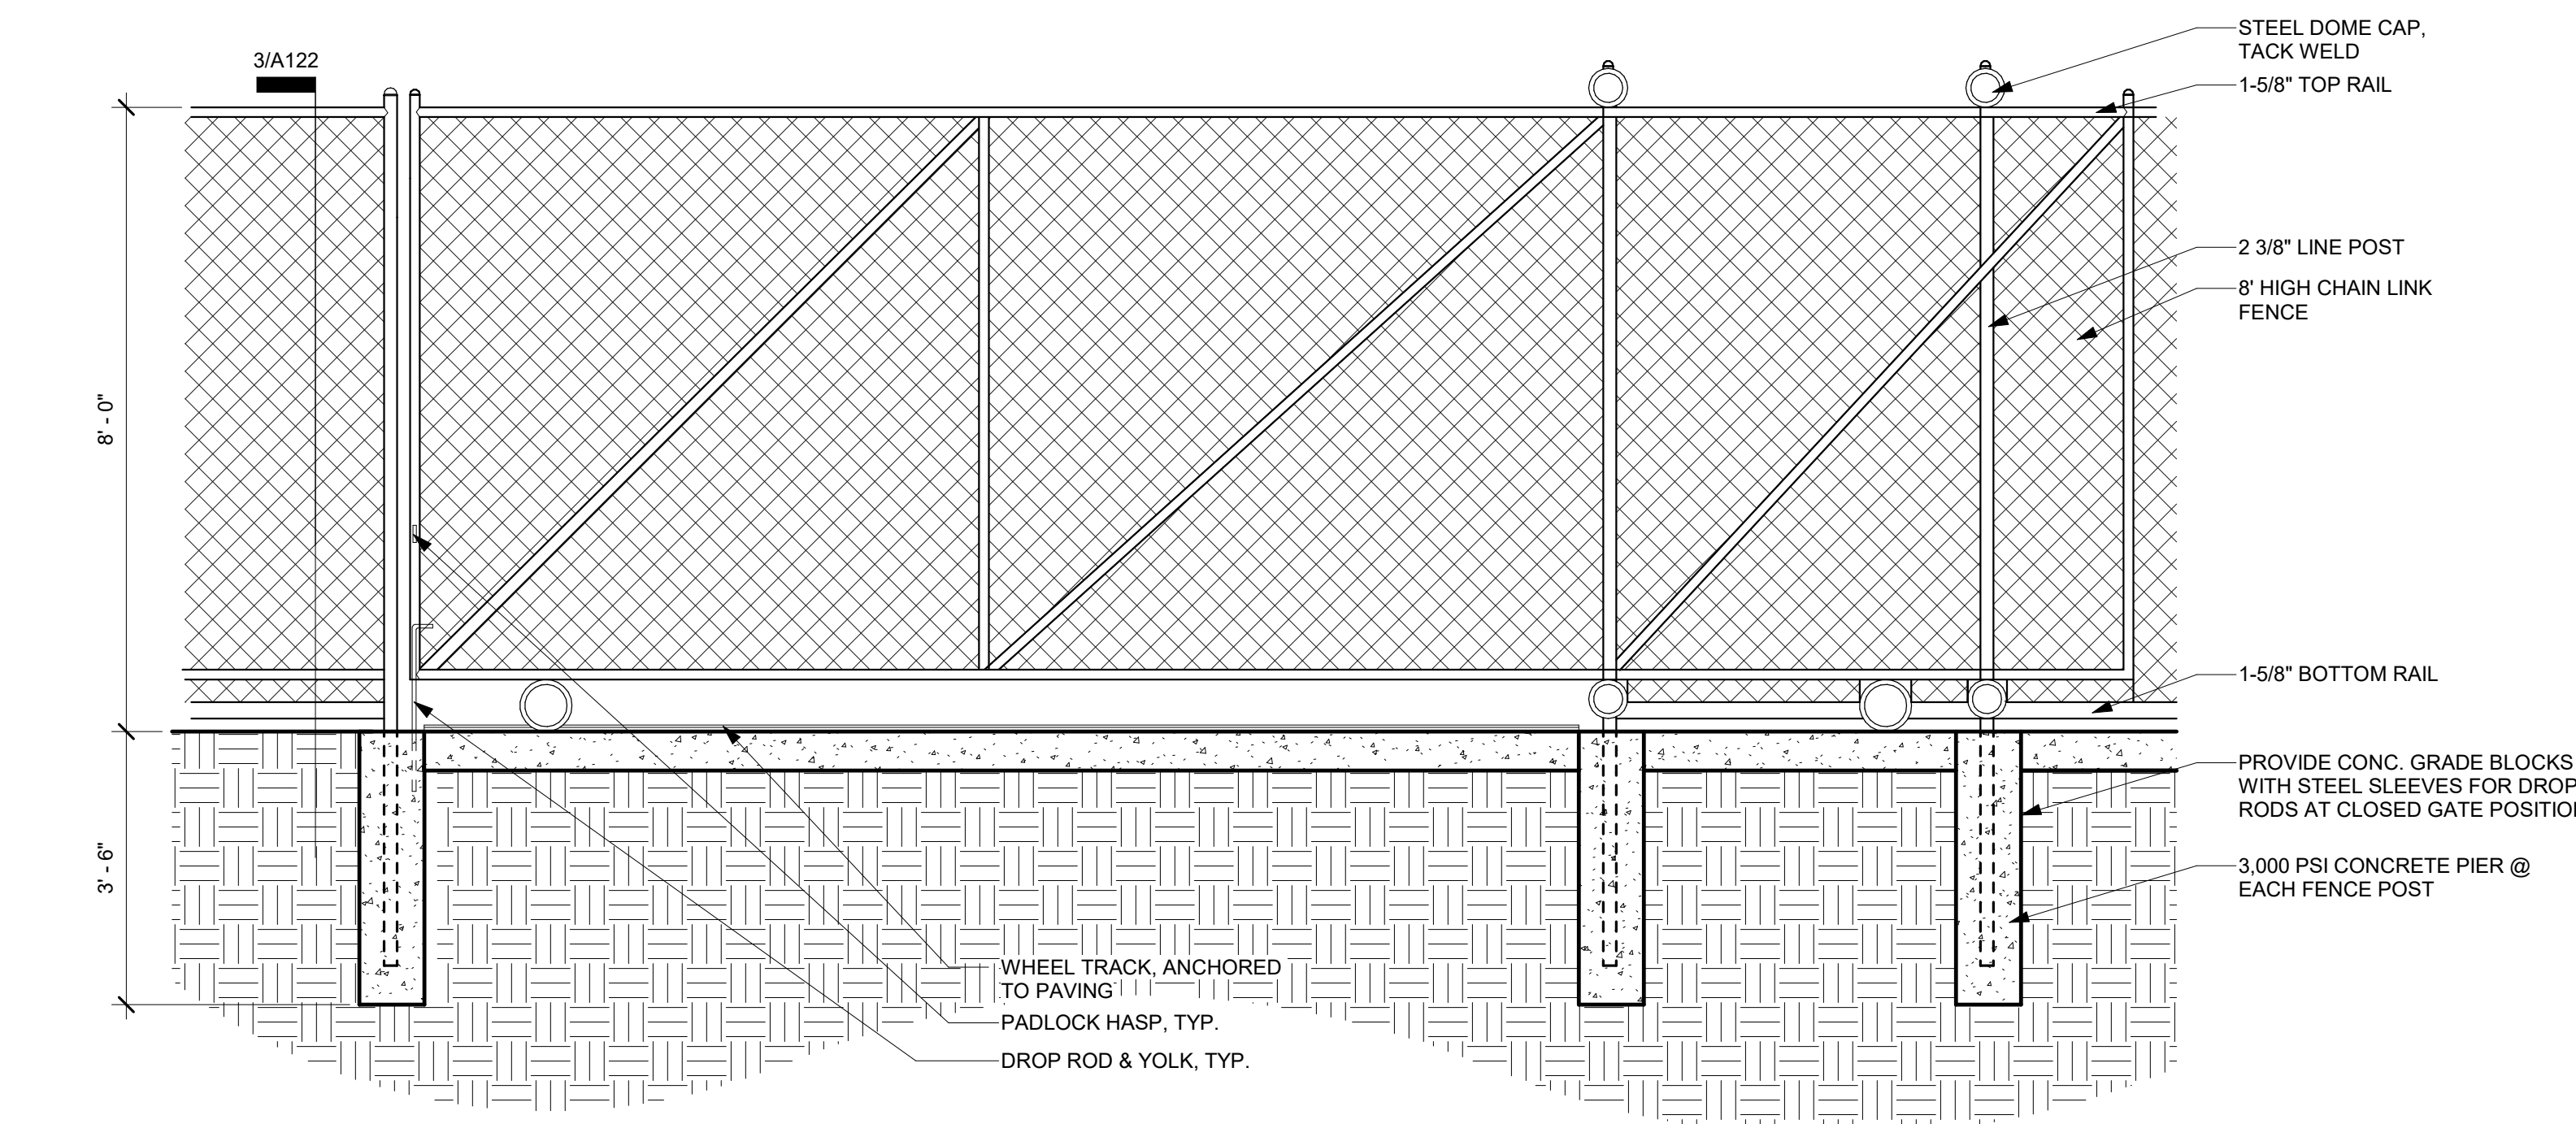 3/A122
STEEL DOME CAP,
TACK WELD
1-5/8" TOP RAIL
2 3/8" LINE POST
8' HIGH CHAIN LINK
FENCE
8' - 0"
1-5/8" BOTTOM RAIL
PROVIDE CONC. GRADE BLOCKS
WITH STEEL SLEEVES FOR DROP
RODS AT CLOSED GATE POSITION
3' - 6"
3,000 PSI CONCRETE PIER @
EACH FENCE POST
WHEEL TRACK, ANCHORED
TO PAVING
PADLOCK HASP, TYP.
DROP ROD & YOLK, TYP.